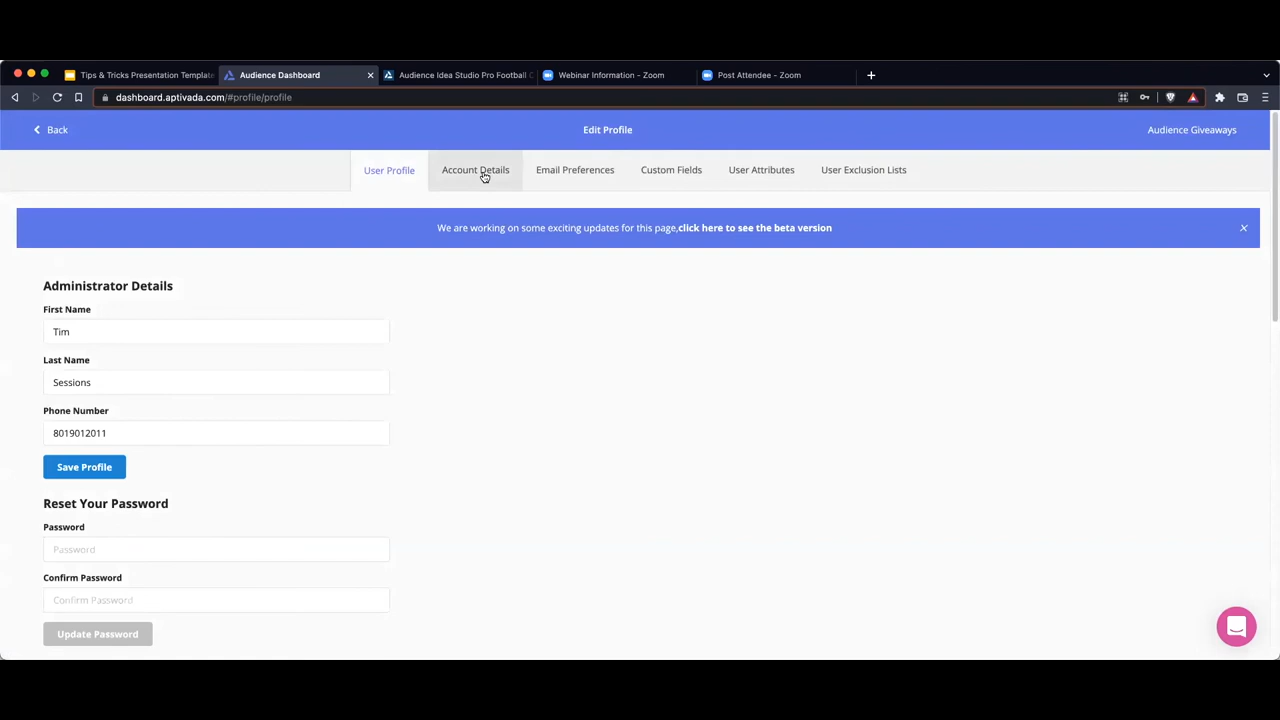 Tips & Tricks Presentation Template
Audience Dashboard
Audience Idea Studio Pro Football C
Webinar Information - Zoom
Post Attendee - Zoom
dashboard.aptivada.com/#profile/profile
Back
Edit Profile
Audience Giveaways
User Profile
Account Details
Email Preferences
Custom Fields
User Attributes
User Exclusion Lists
We are working on some exciting updates for this page,click here to see the beta version
Administrator Details
First Name
Tim
Last Name
Sessions
Phone Number
8019012011
Save Profile
Reset Your Password
Password
Password
Confirm Password
Confirm Password
Update Password